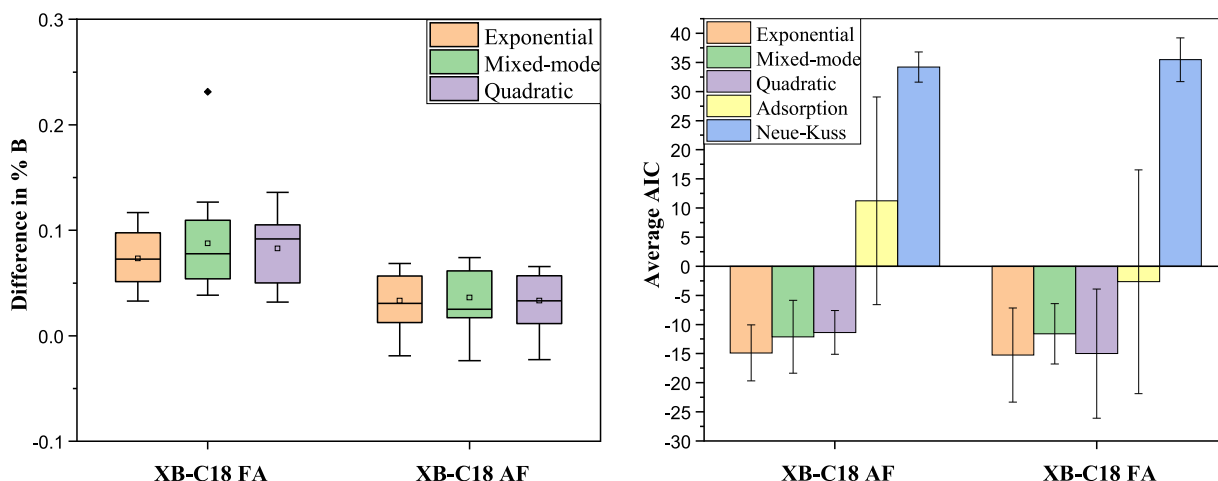 0.3
0.2
0.1
0.0
-0.1
Difference in % B
Exponential
Mixed-mode
Quadratic
XB-C18 FA
XB-C18 AF
40
35
30
25
20
15
10
5
0
-5
-10
-15
-20
-25
-30
Average AIC
Exponential
Mixed-mode
Quadratic
Adsorption
Neue-Kuss
XB-C18 AF
XB-C18 FA